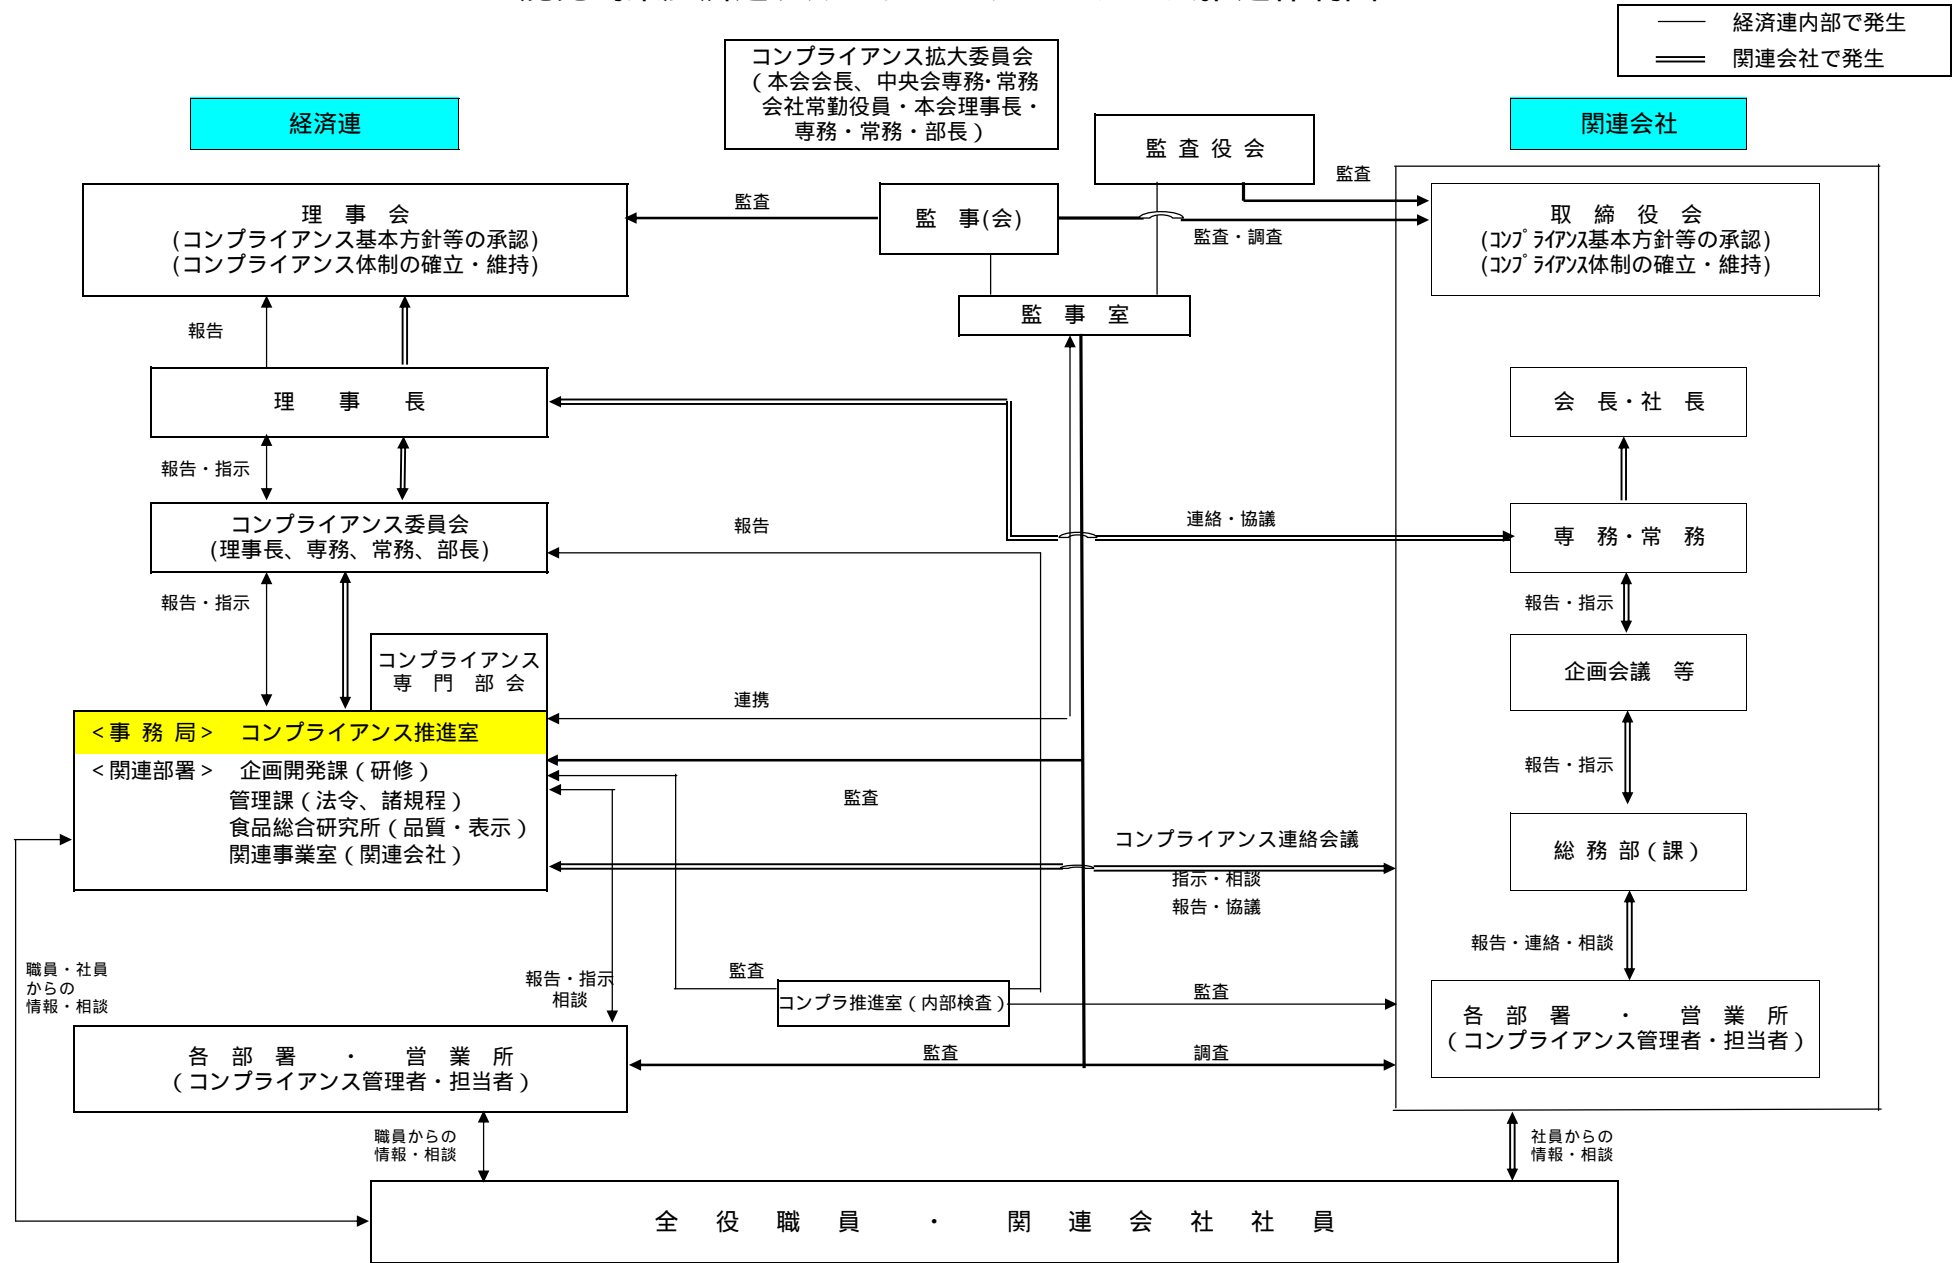 経済連内部で発生
関連会社で発生
コンプライアンス拡大委員会
(本会会長、中央会専務・常務
会社常勤役員・本会理事長・
専務・常務・部長)
経済連
関連会社
監査役会
監査
理事会
(コンプライアンス基本方針等の承認)
(コンプライアンス体制の確立・維持)
監査
監事(会)
監査・調査
取締役会
(コンプライアンス基本方針等の承認)
(コンプライアンス体制の確立・維持)
監事室
報告
理事長
会長・社長
報告・指示
コンプライアンス委員会
(理事長、専務、常務、部長)
報告
連絡・協議
専務・常務
報告・指示
報告・指示
コンプライアンス
専門部会
企画会議 等
連携
<事務局> コンプライアンス推進室
<関連部署> 企画開発課(研修)
管理課(法令、諸規程)
食品総合研究所(品質・表示)
関連事業室(関連会社)
報告・指示
監査
コンプライアンス連絡会議
指示・相談
報告・協議
総務部(課)
報告・連絡・相談
職員・社員
からの
情報・相談
報告・指示
相談
監査
コンプラ推進室(内部検査)
監査
各部署 ・ 営業所
(コンプライアンス管理者・担当者)
監査
調査
各部署 ・ 営業所
(コンプライアンス管理者・担当者)
職員からの
情報・相談
社員からの
情報・相談
全役職員 ・ 関連会社社員